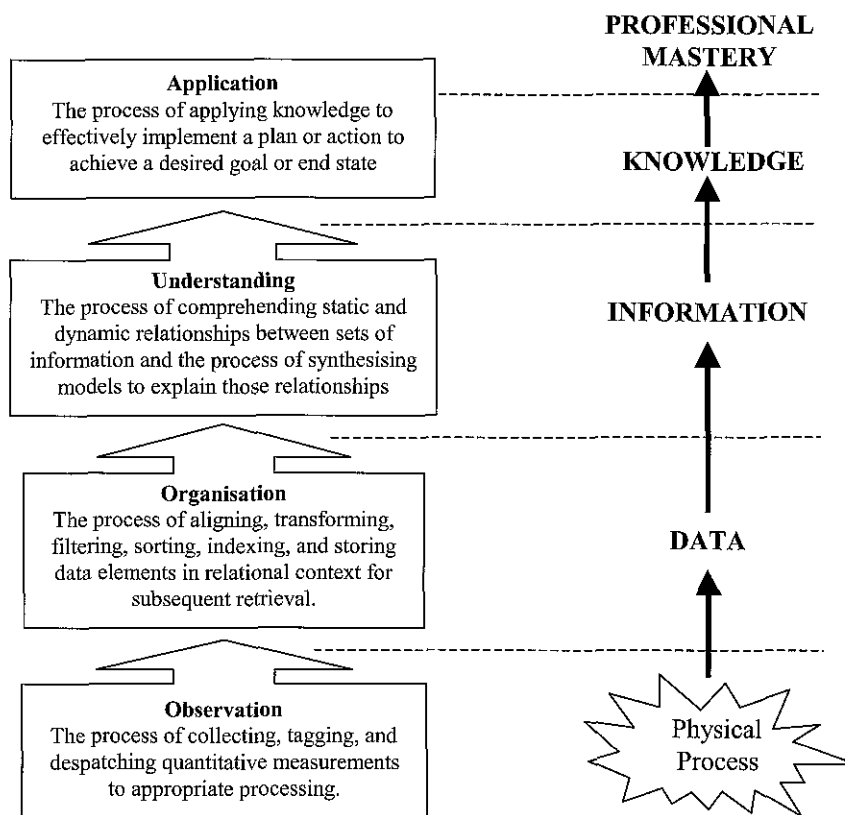 PROFESSIONAL
MASTERY
Application
The process of applying knowledge to
effectively implement a plan or action to
achieve a desired goal or end state
KNOWLEDGE
Understanding
The process of comprehending static and
dynamic relationships between sets of
information and the process of synthesising
models to explain those relationships
INFORMATION
Organisation
The process of aligning, transforming,
filtering, sorting, indexing, and storing
data elements in relational context for
subsequent retrieval.
DATA
Observation
The process of collecting, tagging, and
despatching quantitative measurements
to appropriate processing.
Physical
Process